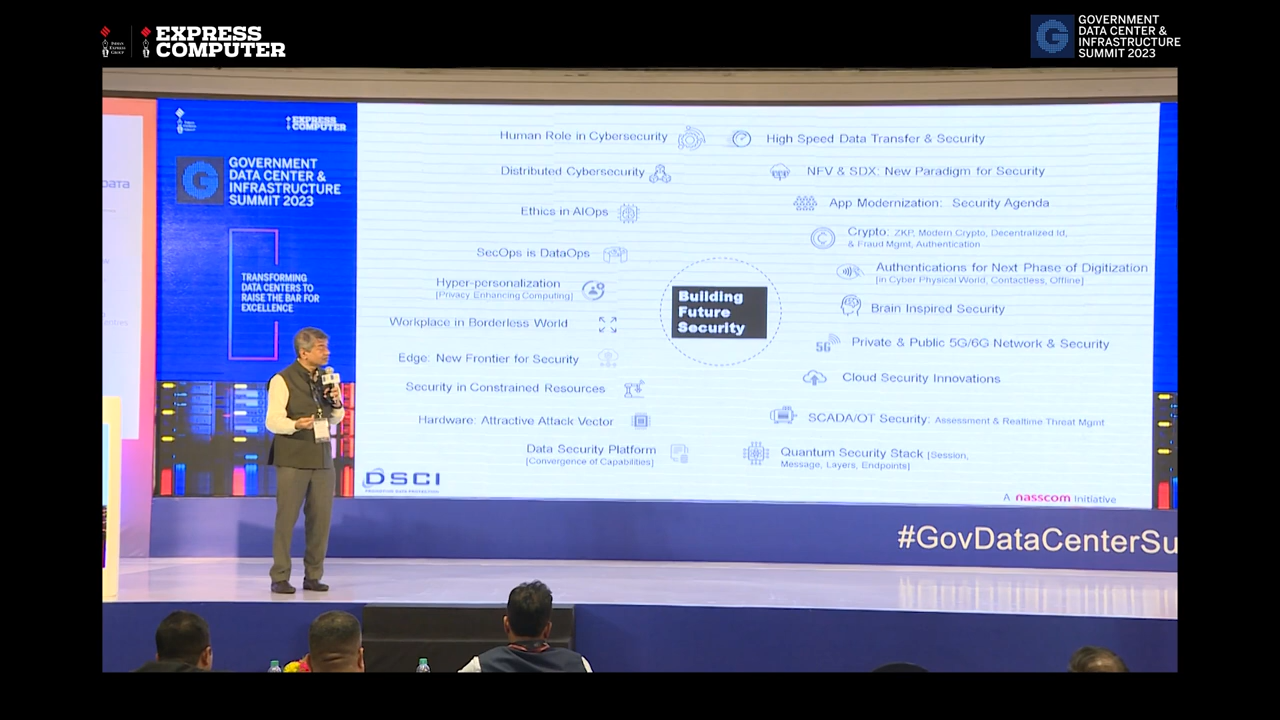 EXPRESS
COMPUTER
GOVERNMENT
DATA CENTER &
INFRASTRUCTURE
SUMMIT 2023
EXPRESS
COMPUTER
GOVERNMENT
DATA CENTER &
INFRASTRUCTURE
SUMMIT 2023
TRANSFORMING
DATA CENTERS TO
RAISE THE BAR FOR
EXCELLENCE
Human Role in Cybersecurity
Distributed Cybersecurity
Ethics in AIOps
SecOps is DataOps
Hyper-personalization
[Privacy Enhancing Computing]
Workplace in Borderless World
Edge: New Frontier for Security
Security in Constrained Resources
Hardware: Attractive Attack Vector
Data Security Platform
[Convergence of Capabilities]
Building
Future
Security
High Speed Data Transfer & Security
NFV & SDX: New Paradigm for Security
App Modernization: Security Agenda
Crypto: ZKP, Modern Crypto, Decentralized Id,
& Fraud Mgmt, Authentication
Authentications for Next Phase of Digitization
[in Cyber Physical World, Contactless, Offline]
Brain Inspired Security
5G
Private & Public 5G/6G Network & Security
Cloud Security Innovations
SCADA/OT Security: Assessment & Realtime Threat Mgmt
Quantum Security Stack [Session,
Message, Layers, Endpoints]
DSCI
A nasscom Initiative
#GovDataCenterSu